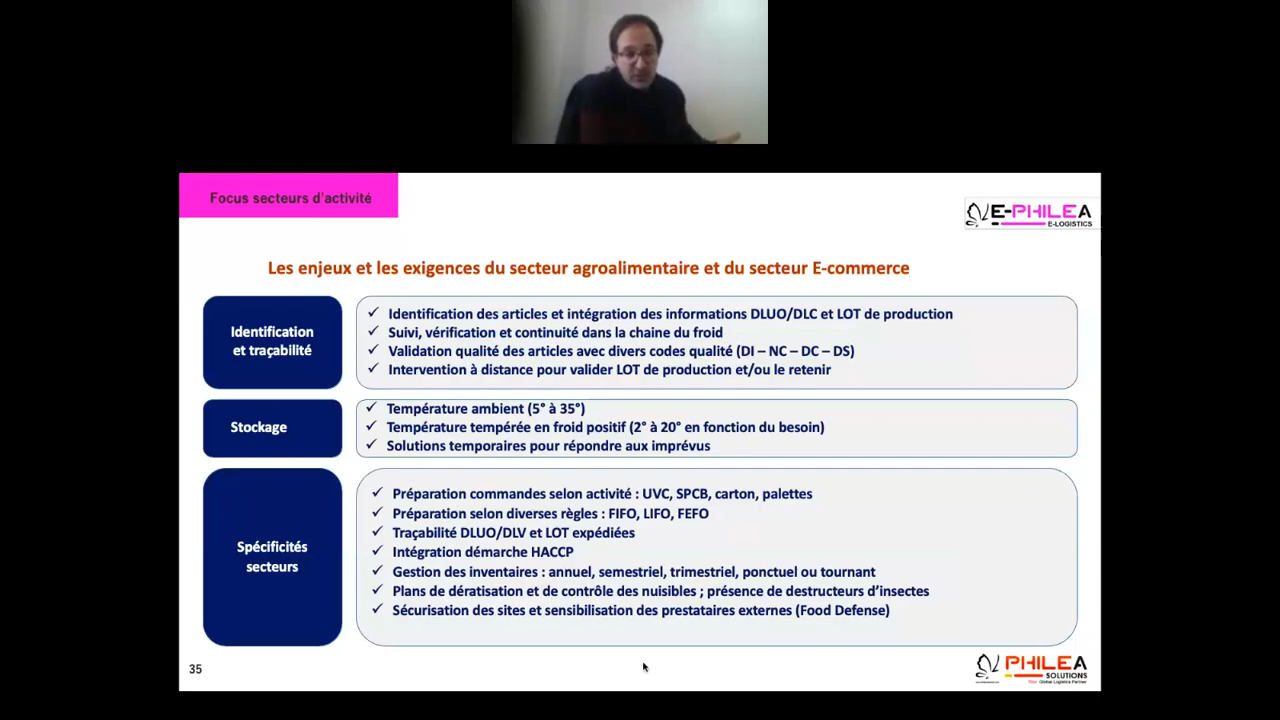 Focus secteurs d'activité
E-PHILEA
E-LOGISTICS
Les enjeux et les exigences du secteur agroalimentaire et du secteur E-commerce
Identification
et traçabilité
Identification des articles et intégration des informations DLUO/DLC et LOT de production
Suivi, vérification et continuité dans la chaine du froid
Validation qualité des articles avec divers codes qualité (DI – NC – DC – DS)
Intervention à distance pour valider LOT de production et/ou le retenir
Stockage
Température ambient (5° à 35°)
Température tempérée en froid positif (2° à 20° en fonction du besoin)
Solutions temporaires pour répondre aux imprévus
Spécificités
secteurs
Préparation commandes selon activité : UVC, SPCB, carton, palettes
Préparation selon diverses règles : FIFO, LIFO, FEFO
Traçabilité DLUO/DLV et LOT expédiées
Intégration démarche HACCP
Gestion des inventaires : annuel, semestriel, trimestriel, ponctuel ou tournant
Plans de dératisation et de contrôle des nuisibles ; présence de destructeurs d'insectes
Sécurisation des sites et sensibilisation des prestataires externes (Food Defense)
35
PHILEA
SOLUTIONS
Your Global Logistics Partner